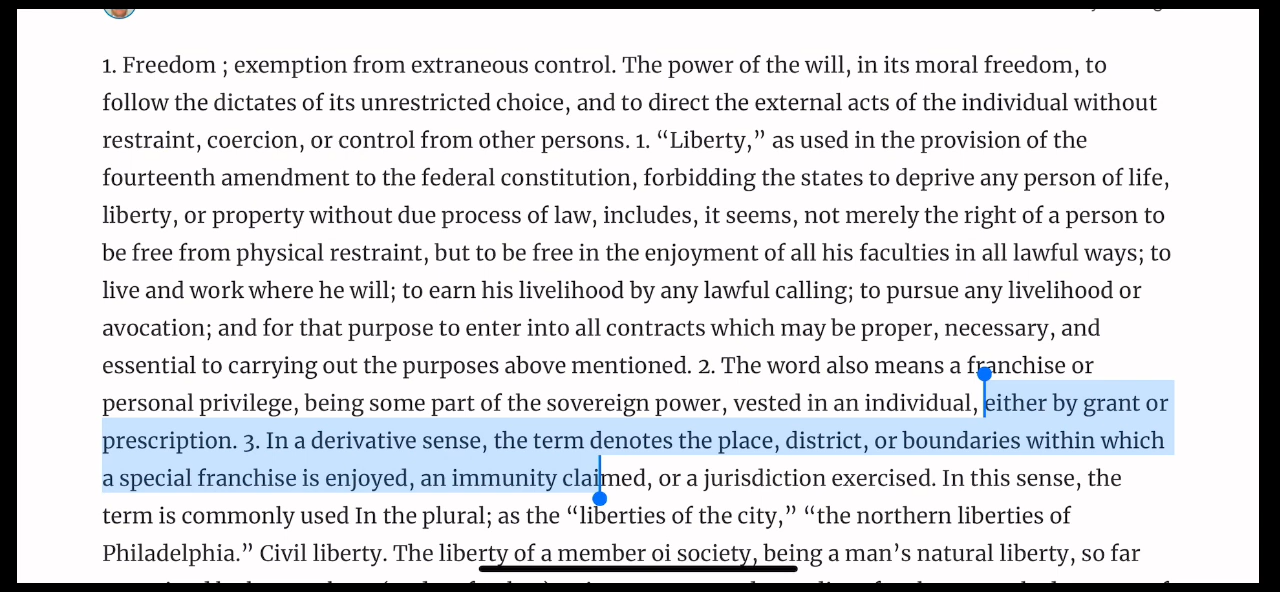 1. Freedom ; exemption from extraneous control. The power of the will, in its moral freedom, to
follow the dictates of its unrestricted choice, and to direct the external acts of the individual without
restraint, coercion, or control from other persons. 1. “Liberty,” as used in the provision of the
fourteenth amendment to the federal constitution, forbidding the states to deprive any person of life,
liberty, or property without due process of law, includes, it seems, not merely the right of a person to
be free from physical restraint, but to be free in the enjoyment of all his faculties in all lawful ways; to
live and work where he will; to earn his livelihood by any lawful calling; to pursue any livelihood or
avocation; and for that purpose to enter into all contracts which may be proper, necessary, and
essential to carrying out the purposes above mentioned. 2. The word also means a franchise or
personal privilege, being some part of the sovereign power, vested in an individual, either by grant or
prescription. 3. In a derivative sense, the term denotes the place, district, or boundaries within which
a special franchise is enjoyed, an immunity claimed, or a jurisdiction exercised. In this sense, the
term is commonly used In the plural; as the “liberties of the city,” “the northern liberties of
Philadelphia.” Civil liberty. The liberty of a member oi society, being a man’s natural liberty, so far